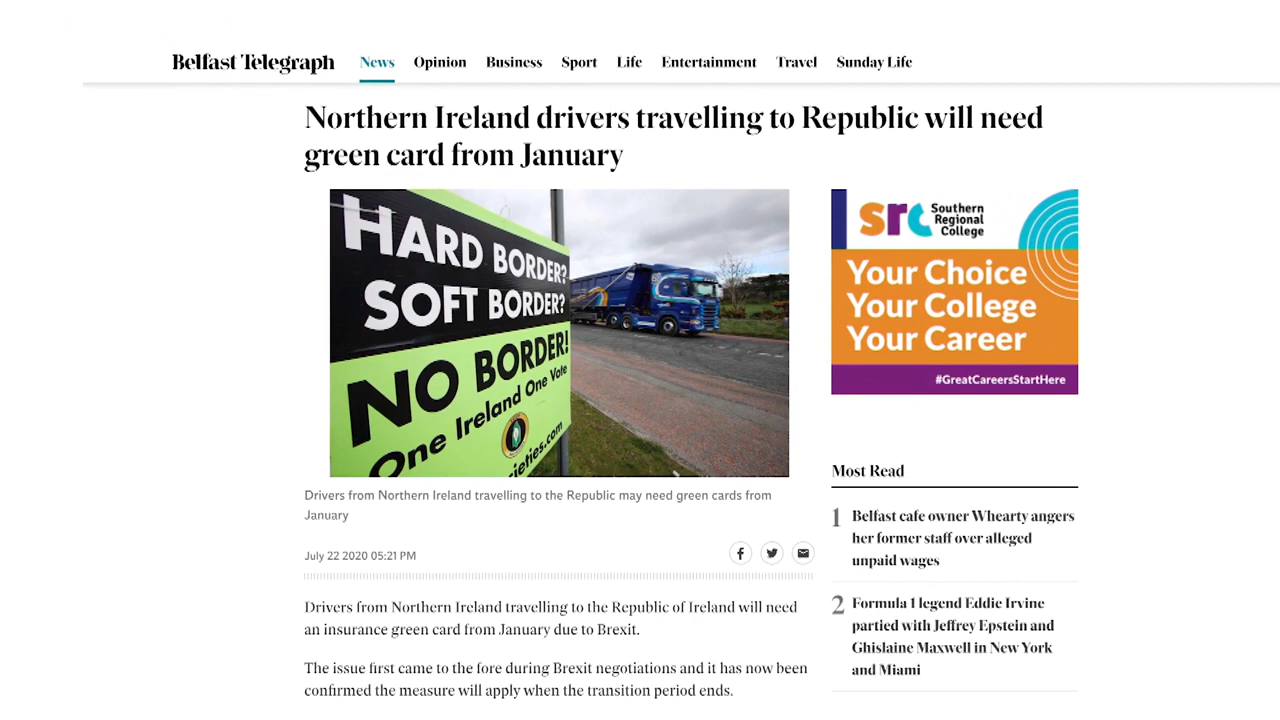 Belfast Telegraph News Opinion Business Sport Life Entertainment Travel Sunday Life
Northern Ireland drivers travelling to Republic will need
green card from January
HARD BORDER?
SOFT BORDER?
NO BORDER!
One Ireland One Vote
ieties.com
Drivers from Northern Ireland travelling to the Republic may need green cards from
January
July 22 2020 05:21 PM
Drivers from Northern Ireland travelling to the Republic of Ireland will need
an insurance green card from January due to Brexit.
The issue first came to the fore during Brexit negotiations and it has now been
confirmed the measure will apply when the transition period ends.
src Southern
Regional
College
Your Choice
Your College
Your Career
#GreatCareersStartHere
Most Read
1 Belfast cafe owner Whearty angers
her former staff over alleged
unpaid wages
2 Formula 1 legend Eddie Irvine
partied with Jeffrey Epstein and
Ghislaine Maxwell in New York
and Miami